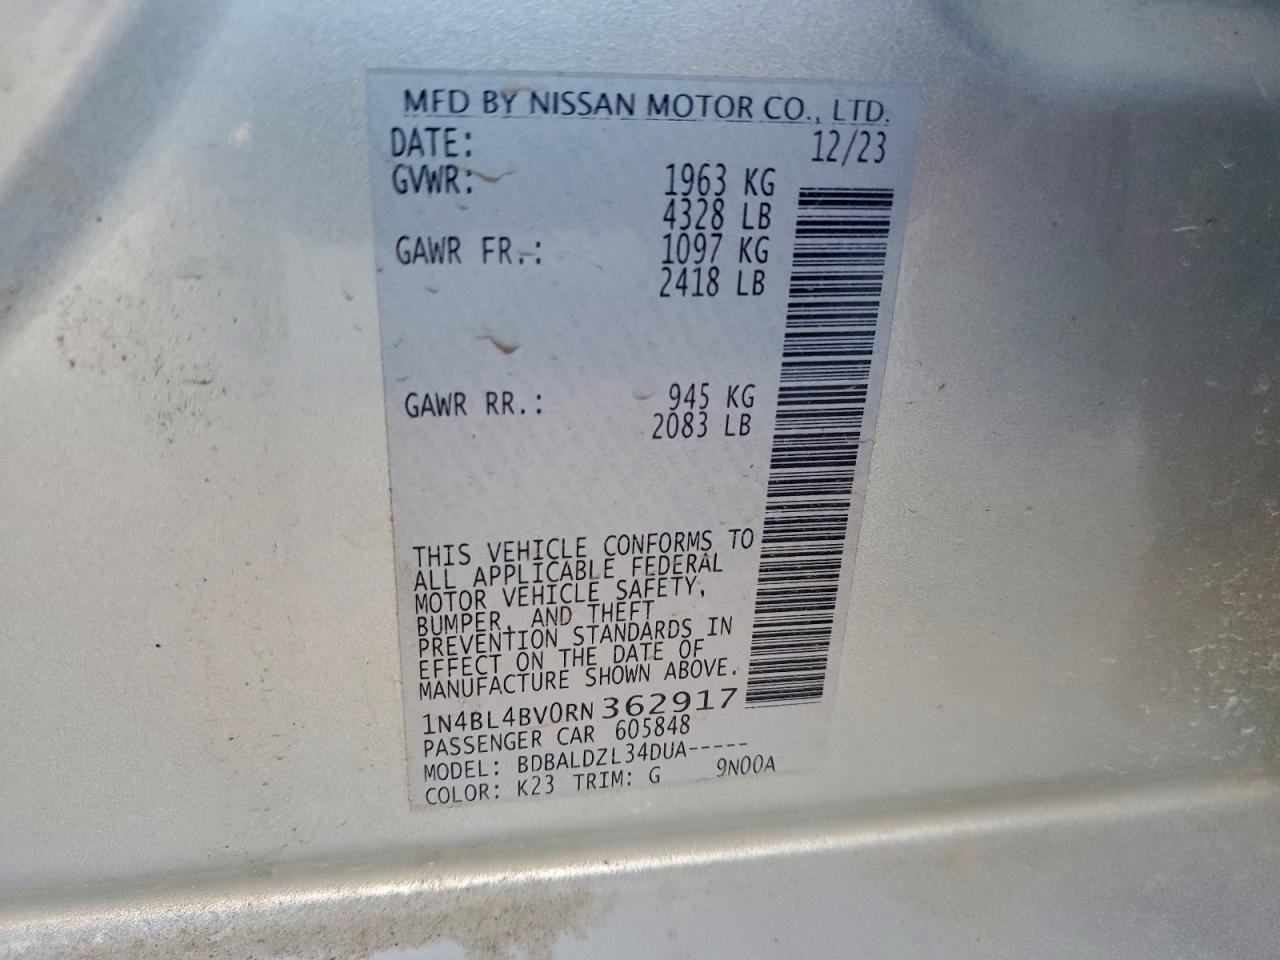 MFD BY NISSAN MOTOR CO., LTD.
DATE: 12/23
GVWR: 1963 KG
4328 LB
GAWR FR.: 1097 KG
2418 LB
GAWR RR.: 945 KG
2083 LB
THIS VEHICLE CONFORMS TO
ALL APPLICABLE FEDERAL
MOTOR VEHICLE SAFETY,
BUMPER, AND THEFT
PREVENTION STANDARDS IN
EFFECT ON THE DATE OF
MANUFACTURE SHOWN ABOVE.
1N4BL4BV0RN362917
PASSENGER CAR 605848
MODEL: BDBALDZL34DUA-----
COLOR: K23 TRIM: G 9N00A